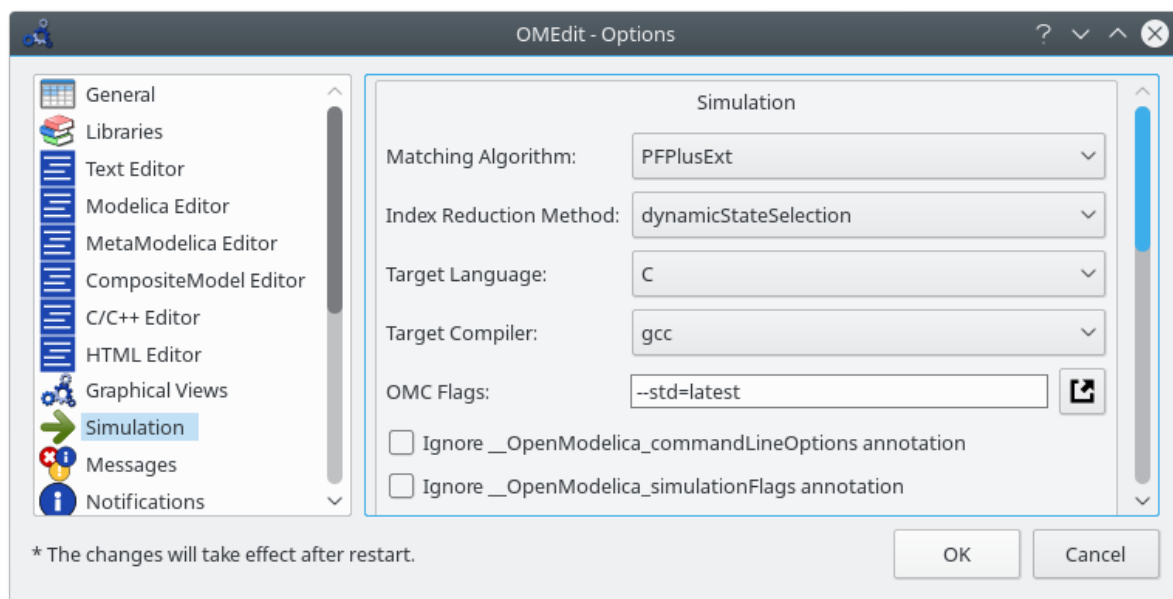 OMEdit - Options
General
Libraries
Text Editor
Modelica Editor
MetaModelica Editor
CompositeModel Editor
C/C++ Editor
HTML Editor
Graphical Views
Simulation
Messages
Notifications
Simulation
Matching Algorithm: PFPlusExt
Index Reduction Method: dynamicStateSelection
Target Language: C
Target Compiler: gcc
OMC Flags: --std=latest
Ignore __OpenModelica_commandLineOptions annotation
Ignore __OpenModelica_simulationFlags annotation
* The changes will take effect after restart.
OK Cancel